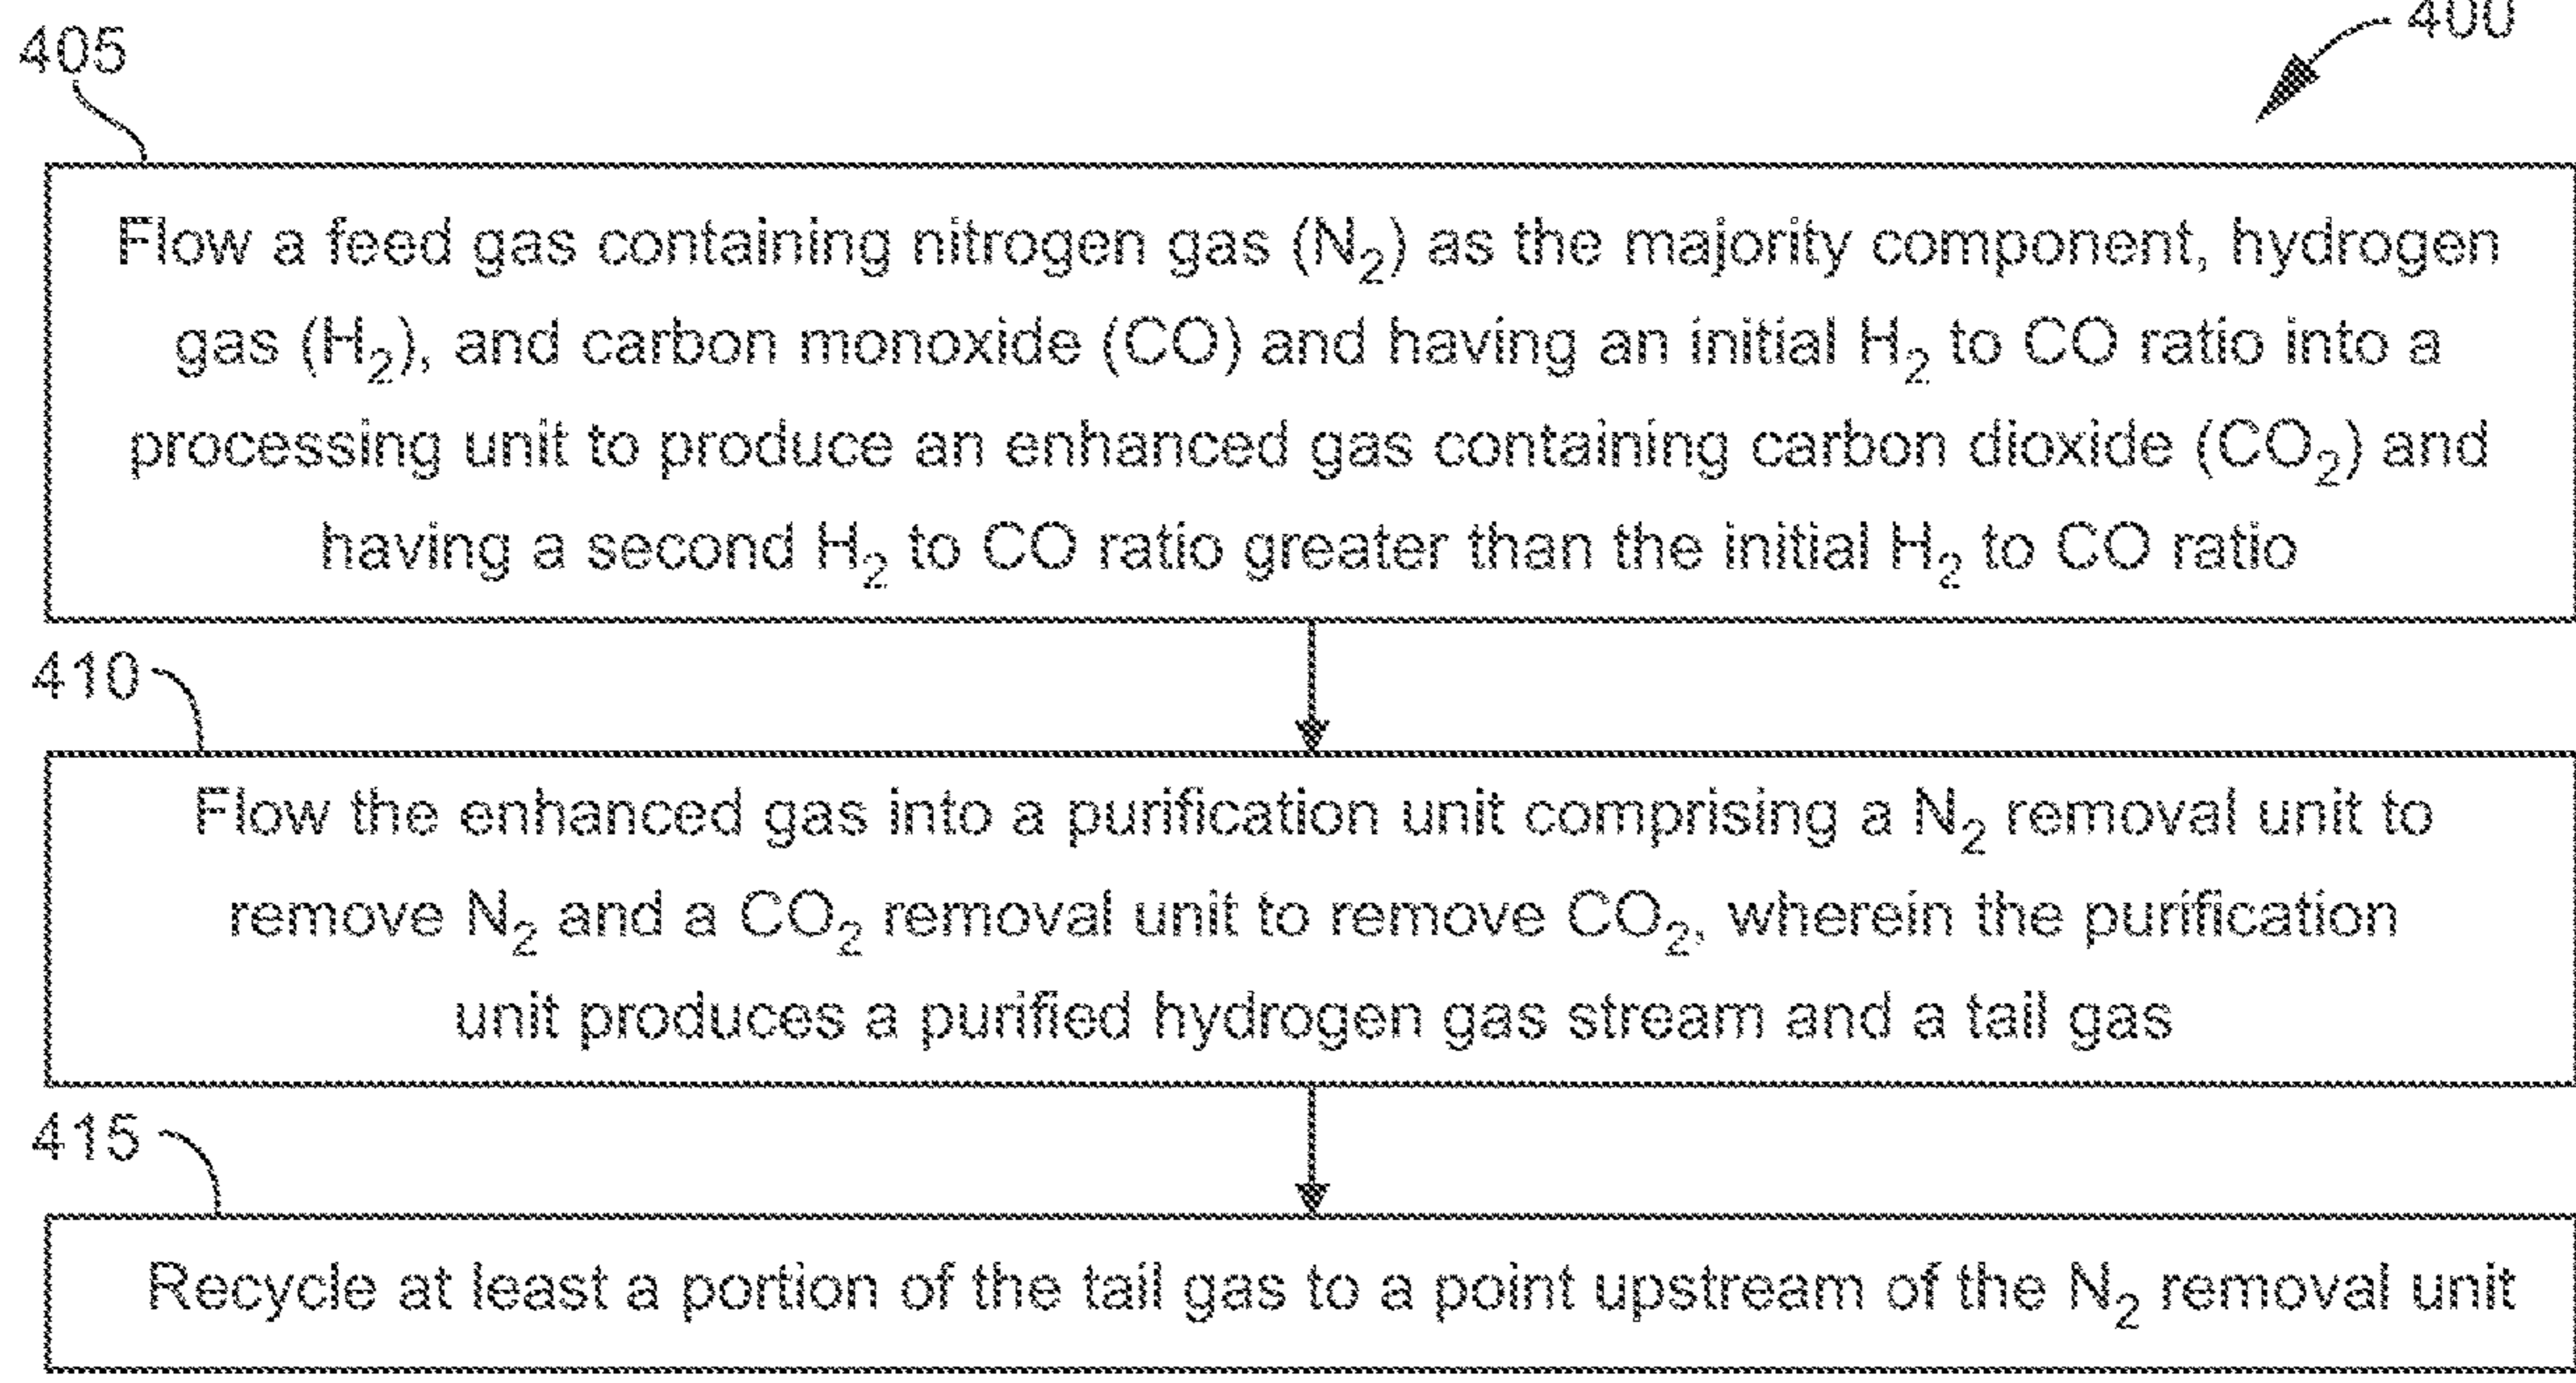 400
405
Flow a feed gas containing nitrogen gas (N₂) as the majority component, hydrogen
gas (H₂), and carbon monoxide (CO) and having an initial H₂ to CO ratio into a
processing unit to produce an enhanced gas containing carbon dioxide (CO₂) and
having a second H₂ to CO ratio greater than the initial H₂ to CO ratio
410
Flow the enhanced gas into a purification unit comprising a N₂ removal unit to
remove N₂ and a CO₂ removal unit to remove CO₂, wherein the purification
unit produces a purified hydrogen gas stream and a tail gas
415
Recycle at least a portion of the tail gas to a point upstream of the N₂ removal unit